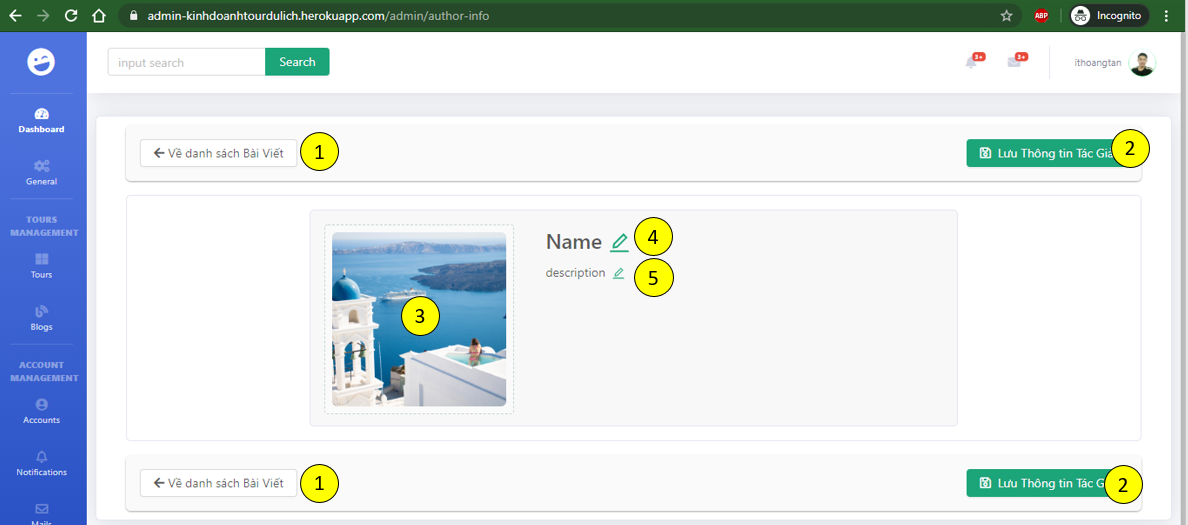 admin-kinhdoanhtourdulich.herokuapp.com/admin/author-info
ABP
Incognito
input search
Search
3+
3+
ithoangtan
Dashboard
General
TOURS
MANAGEMENT
Tours
Blogs
ACCOUNT
MANAGEMENT
Accounts
Notifications
Mails
Về danh sách Bài Viết
1
Lưu Thông tin Tác Giả
2
3
Name
4
description
5
Về danh sách Bài Viết
1
Lưu Thông tin Tác G
2